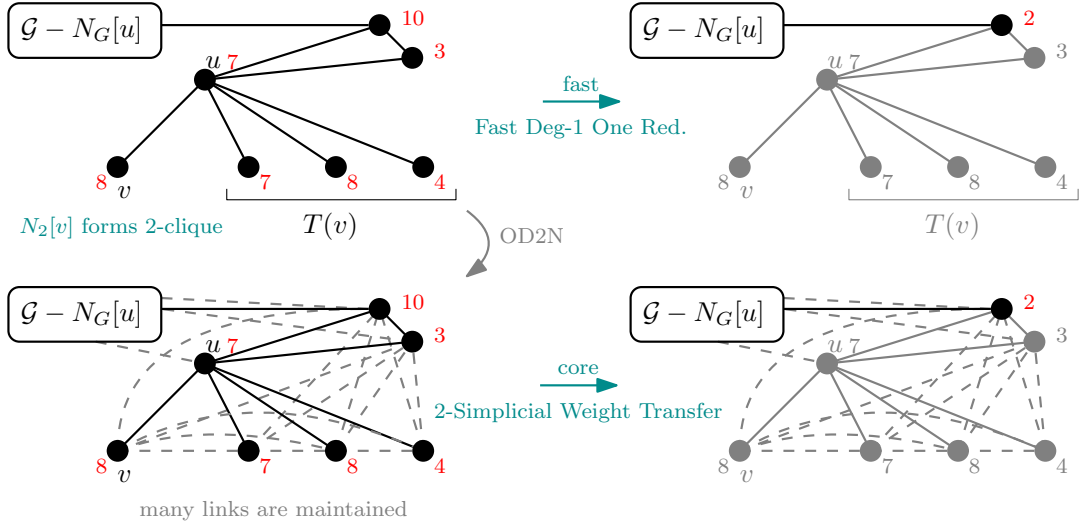 𝒢 − N_G[u]
10
3
u 7
8
v
7
8
4
T(v)
N₂[v] forms 2-clique
fast
Fast Deg-1 One Red.
𝒢 − N_G[u]
2
3
u 7
8
v
7
8
4
T(v)
OD2N
𝒢 − N_G[u]
10
3
u 7
8
v
7
8
4
many links are maintained
core
2-Simplicial Weight Transfer
𝒢 − N_G[u]
2
3
u 7
8
v
7
8
4